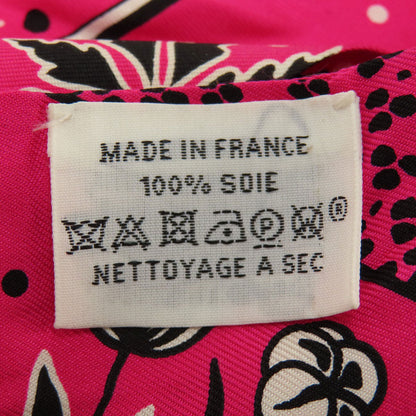 MADE IN FRANCE
100% SOIE
P ®
NETTOYAGE A SEC